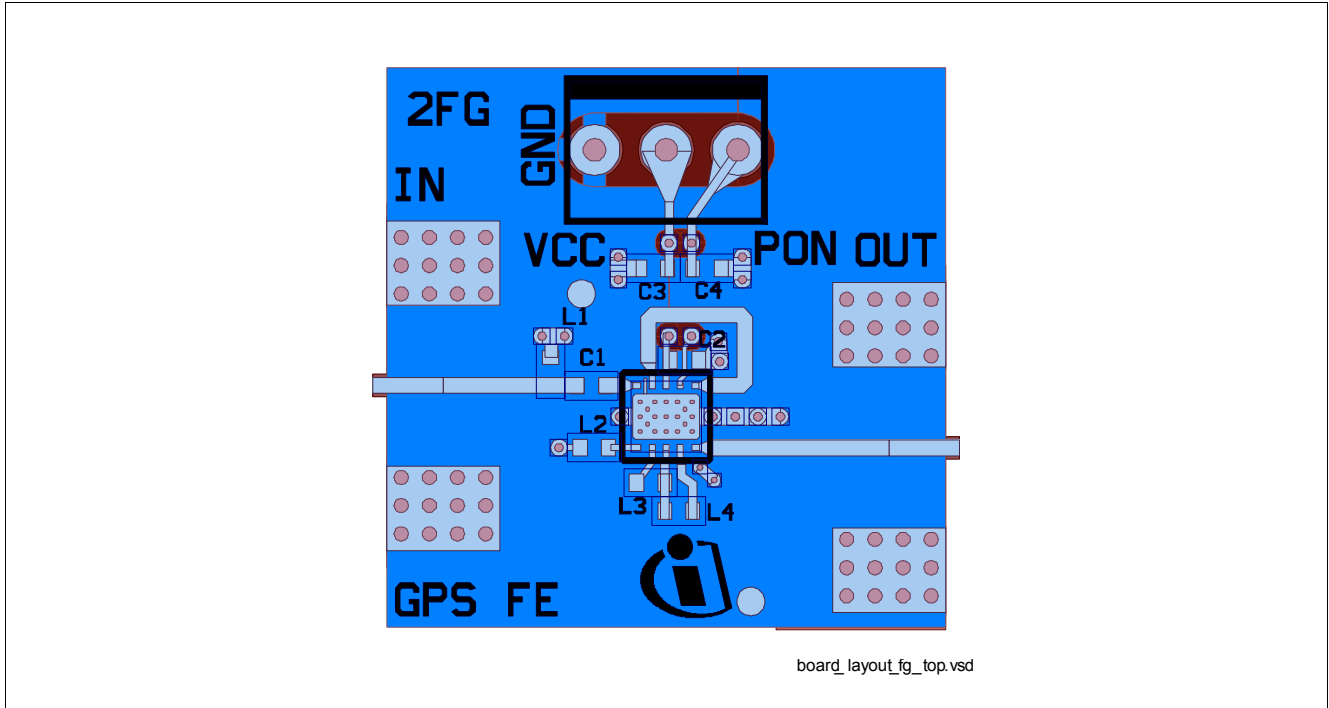 2FG
GND
IN
VCC
PON
OUT
C3
C4
L1
C2
C1
L2
L3
L4
GPS FE
board_layout_fg_top.vsd